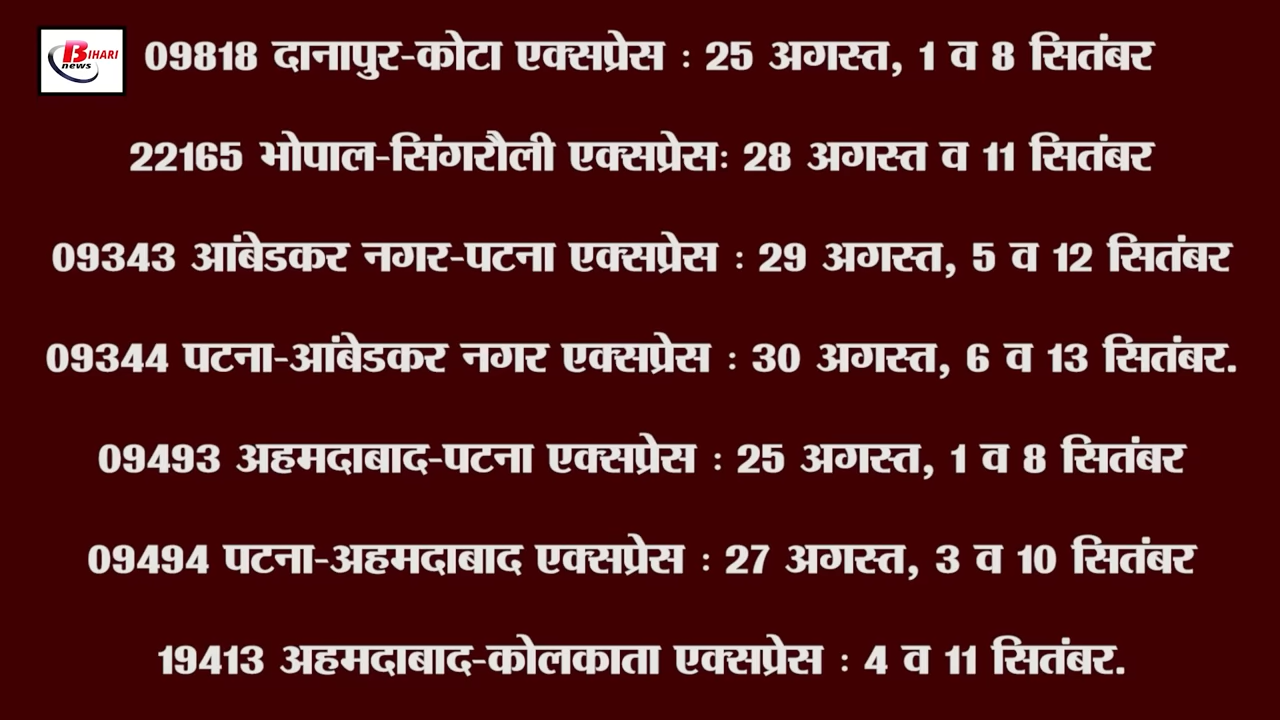 BIHARI
news
09818 दानापुर-कोटा एक्सप्रेस : 25 अगस्त, 1 व 8 सितंबर
22165 भोपाल-सिंगरौली एक्सप्रेस: 28 अगस्त व 11 सितंबर
09343 आंबेडकर नगर-पटना एक्सप्रेस : 29 अगस्त, 5 व 12 सितंबर
09344 पटना-आंबेडकर नगर एक्सप्रेस : 30 अगस्त, 6 व 13 सितंबर.
09493 अहमदाबाद-पटना एक्सप्रेस : 25 अगस्त, 1 व 8 सितंबर
09494 पटना-अहमदाबाद एक्सप्रेस : 27 अगस्त, 3 व 10 सितंबर
19413 अहमदाबाद-कोलकाता एक्सप्रेस : 4 व 11 सितंबर.